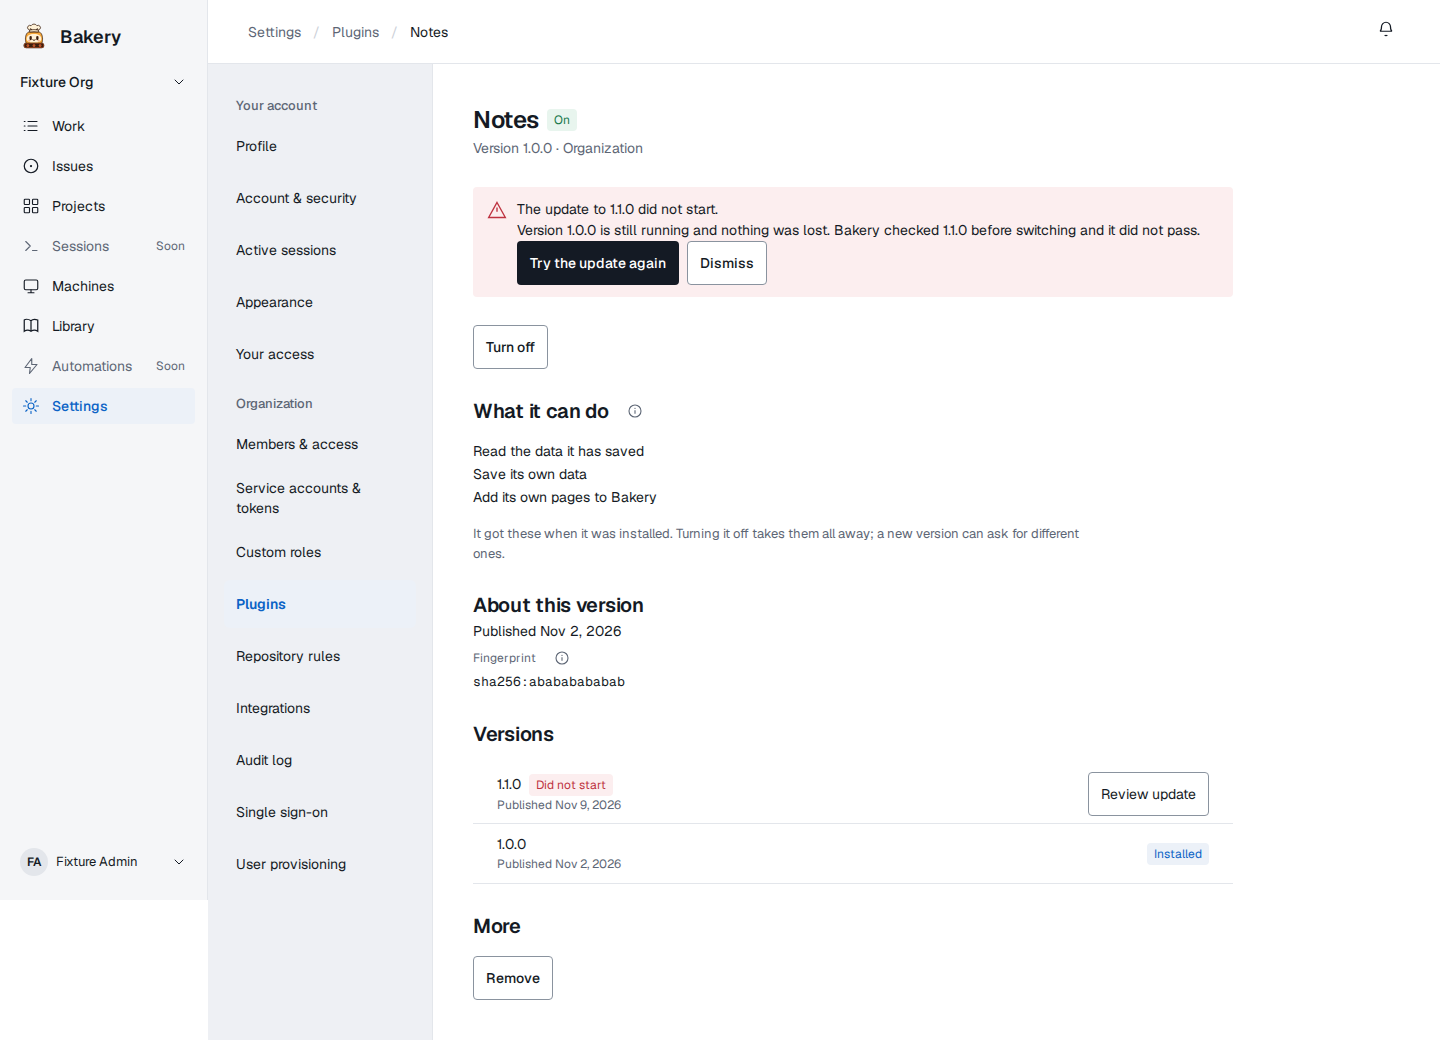 Bakery
Fixture Org
Work
Issues
Projects
Sessions Soon
Machines
Library
Automations Soon
Settings
FA Fixture Admin
Settings / Plugins / Notes
Your account
Profile
Account & security
Active sessions
Appearance
Your access
Organization
Members & access
Service accounts &
tokens
Custom roles
Plugins
Repository rules
Integrations
Audit log
Single sign-on
User provisioning
Notes On
Version 1.0.0 · Organization
The update to 1.1.0 did not start.
Version 1.0.0 is still running and nothing was lost. Bakery checked 1.1.0 before switching and it did not pass.
Try the update again Dismiss
Turn off
What it can do
Read the data it has saved
Save its own data
Add its own pages to Bakery
It got these when it was installed. Turning it off takes them all away; a new version can ask for different
ones.
About this version
Published Nov 2, 2026
Fingerprint
sha256:abababababab
Versions
1.1.0 Did not start
Published Nov 9, 2026
Review update
1.0.0
Published Nov 2, 2026
Installed
More
Remove